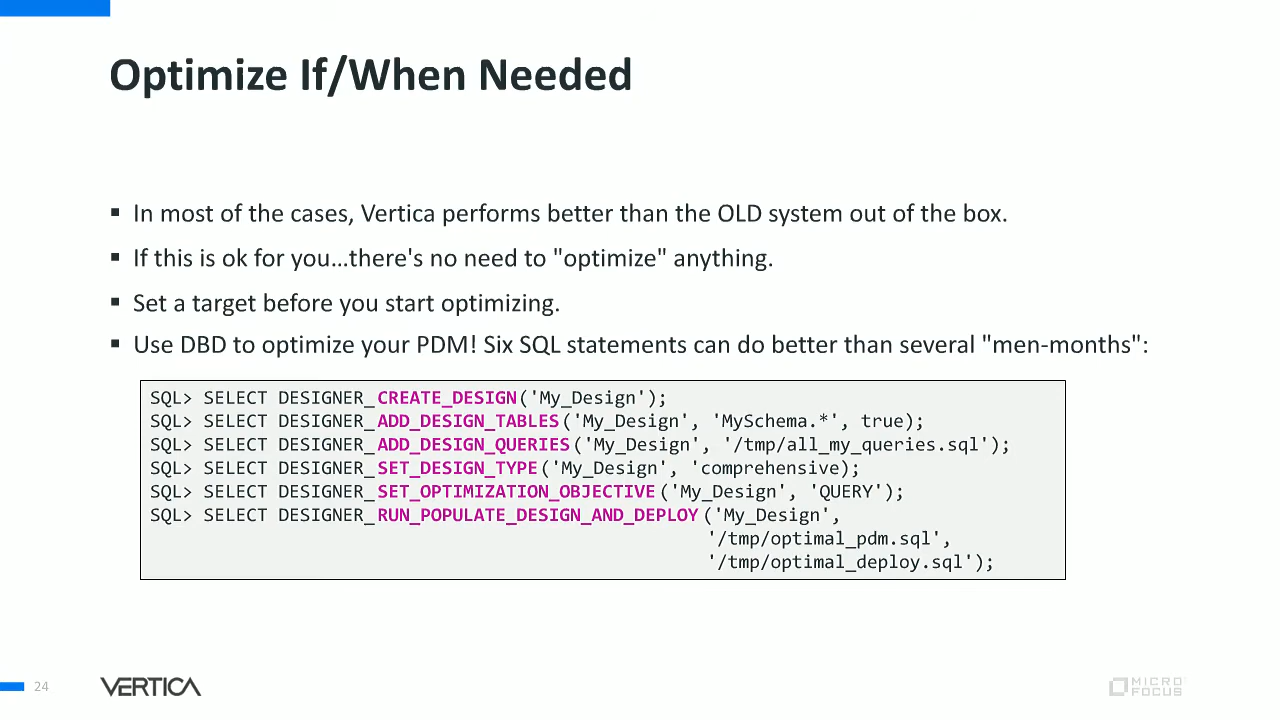 Optimize If/When Needed
▪ In most of the cases, Vertica performs better than the OLD system out of the box.
▪ If this is ok for you...there's no need to "optimize" anything.
▪ Set a target before you start optimizing.
▪ Use DBD to optimize your PDM! Six SQL statements can do better than several "men-months":
SQL> SELECT DESIGNER_CREATE_DESIGN('My_Design');
SQL> SELECT DESIGNER_ADD_DESIGN_TABLES('My_Design', 'MySchema.*', true);
SQL> SELECT DESIGNER_ADD_DESIGN_QUERIES('My_Design', '/tmp/all_my_queries.sql');
SQL> SELECT DESIGNER_SET_DESIGN_TYPE('My_Design', 'comprehensive);
SQL> SELECT DESIGNER_SET_OPTIMIZATION_OBJECTIVE('My_Design', 'QUERY');
SQL> SELECT DESIGNER_RUN_POPULATE_DESIGN_AND_DEPLOY('My_Design',
'/tmp/optimal_pdm.sql',
'/tmp/optimal_deploy.sql');
24
VERTICA
MICRO
FOCUS